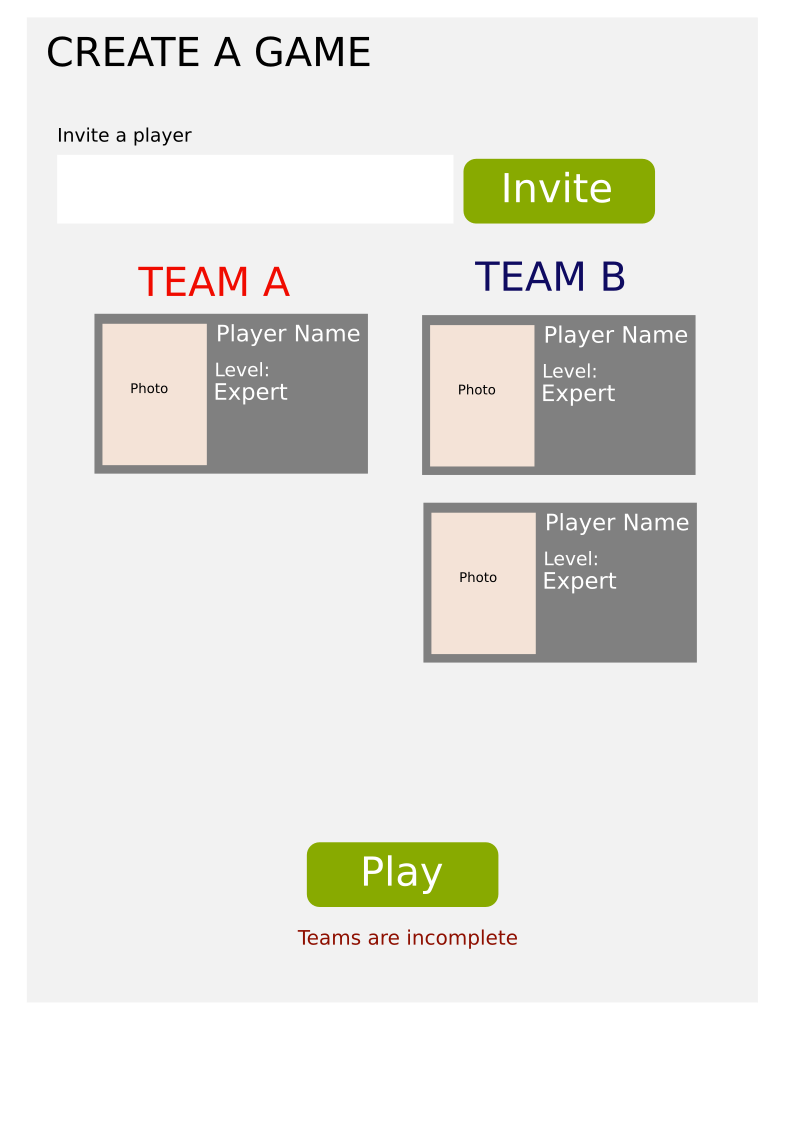 CREATE A GAME
Invite a player
Invite
TEAM A
TEAM B
Photo
Player Name
Level:
Expert
Photo
Player Name
Level:
Expert
Photo
Player Name
Level:
Expert
Play
Teams are incomplete